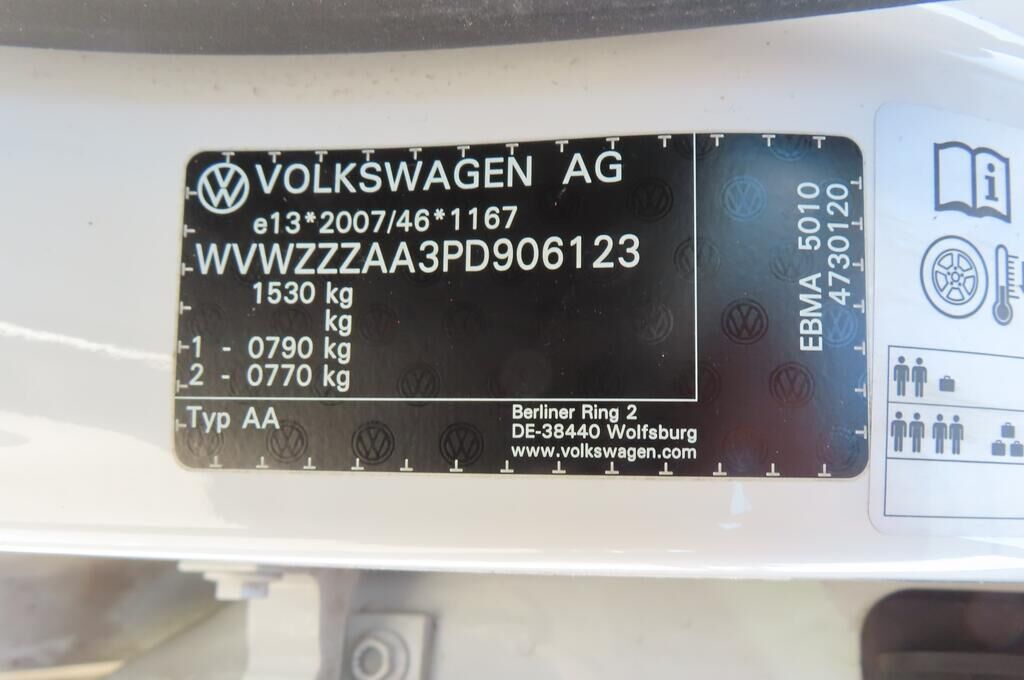 VOLKSWAGEN AG
e13*2007/46*1167
WVWZZZAA3PD906123
1530 kg
kg
1 - 0790 kg
2 - 0770 kg
Typ AA
Berliner Ring 2
DE-38440 Wolfsburg
www.volkswagen.com
EBMA 5010
4730120